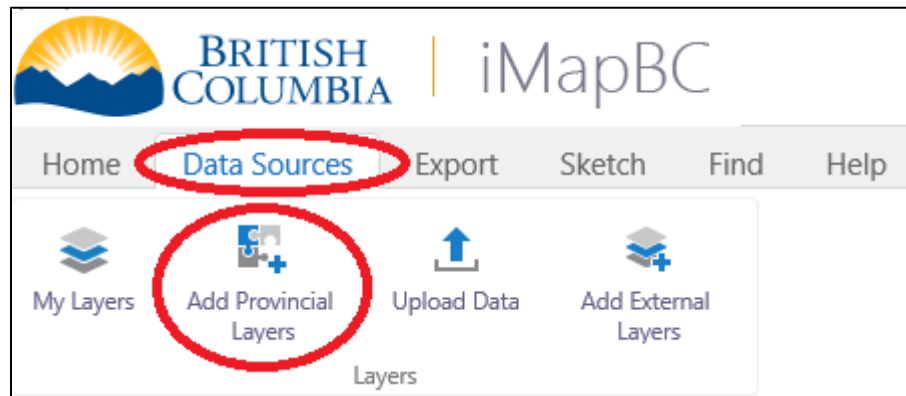 BRITISH
COLUMBIA
iMapBC
Home Data Sources Export Sketch Find Help
My Layers Add Provincial Upload Data Add External
Layers Layers
Layers